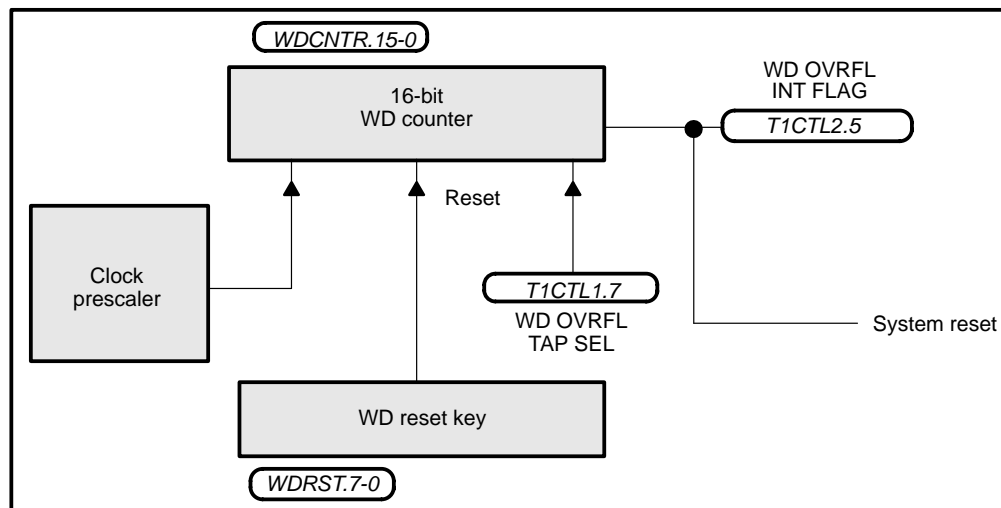 WDCNTR.15-0
16-bit
WD counter
WD OVRFL
INT FLAG
T1CTL2.5
Reset
Clock
prescaler
T1CTL1.7
WD OVRFL
TAP SEL
System reset
WD reset key
WDRST.7-0